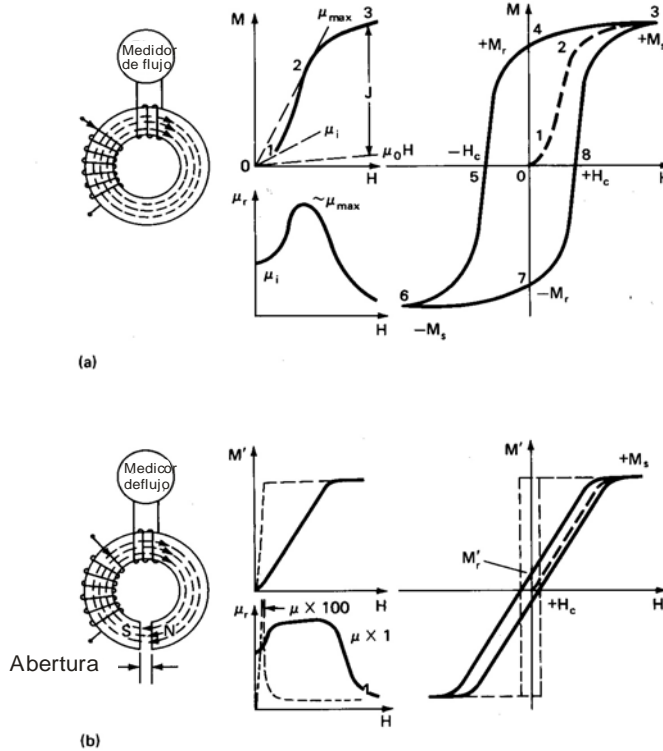 Medidor
de flujo
M
μmax
3
2
J
1
μi
μ0H
0
H
μr
~μmax
μi
H
M
3
4
+Mr
2
+Ms
1
−Hc
8
5
0
+Hc
H
7
6
−Mr
−Ms
(a)
Medicor
deflujo
S
N
Abertura
M'
H
μr
μ × 100
μ × 1
H
M'
+Ms
M'r
+Hc
H
(b)